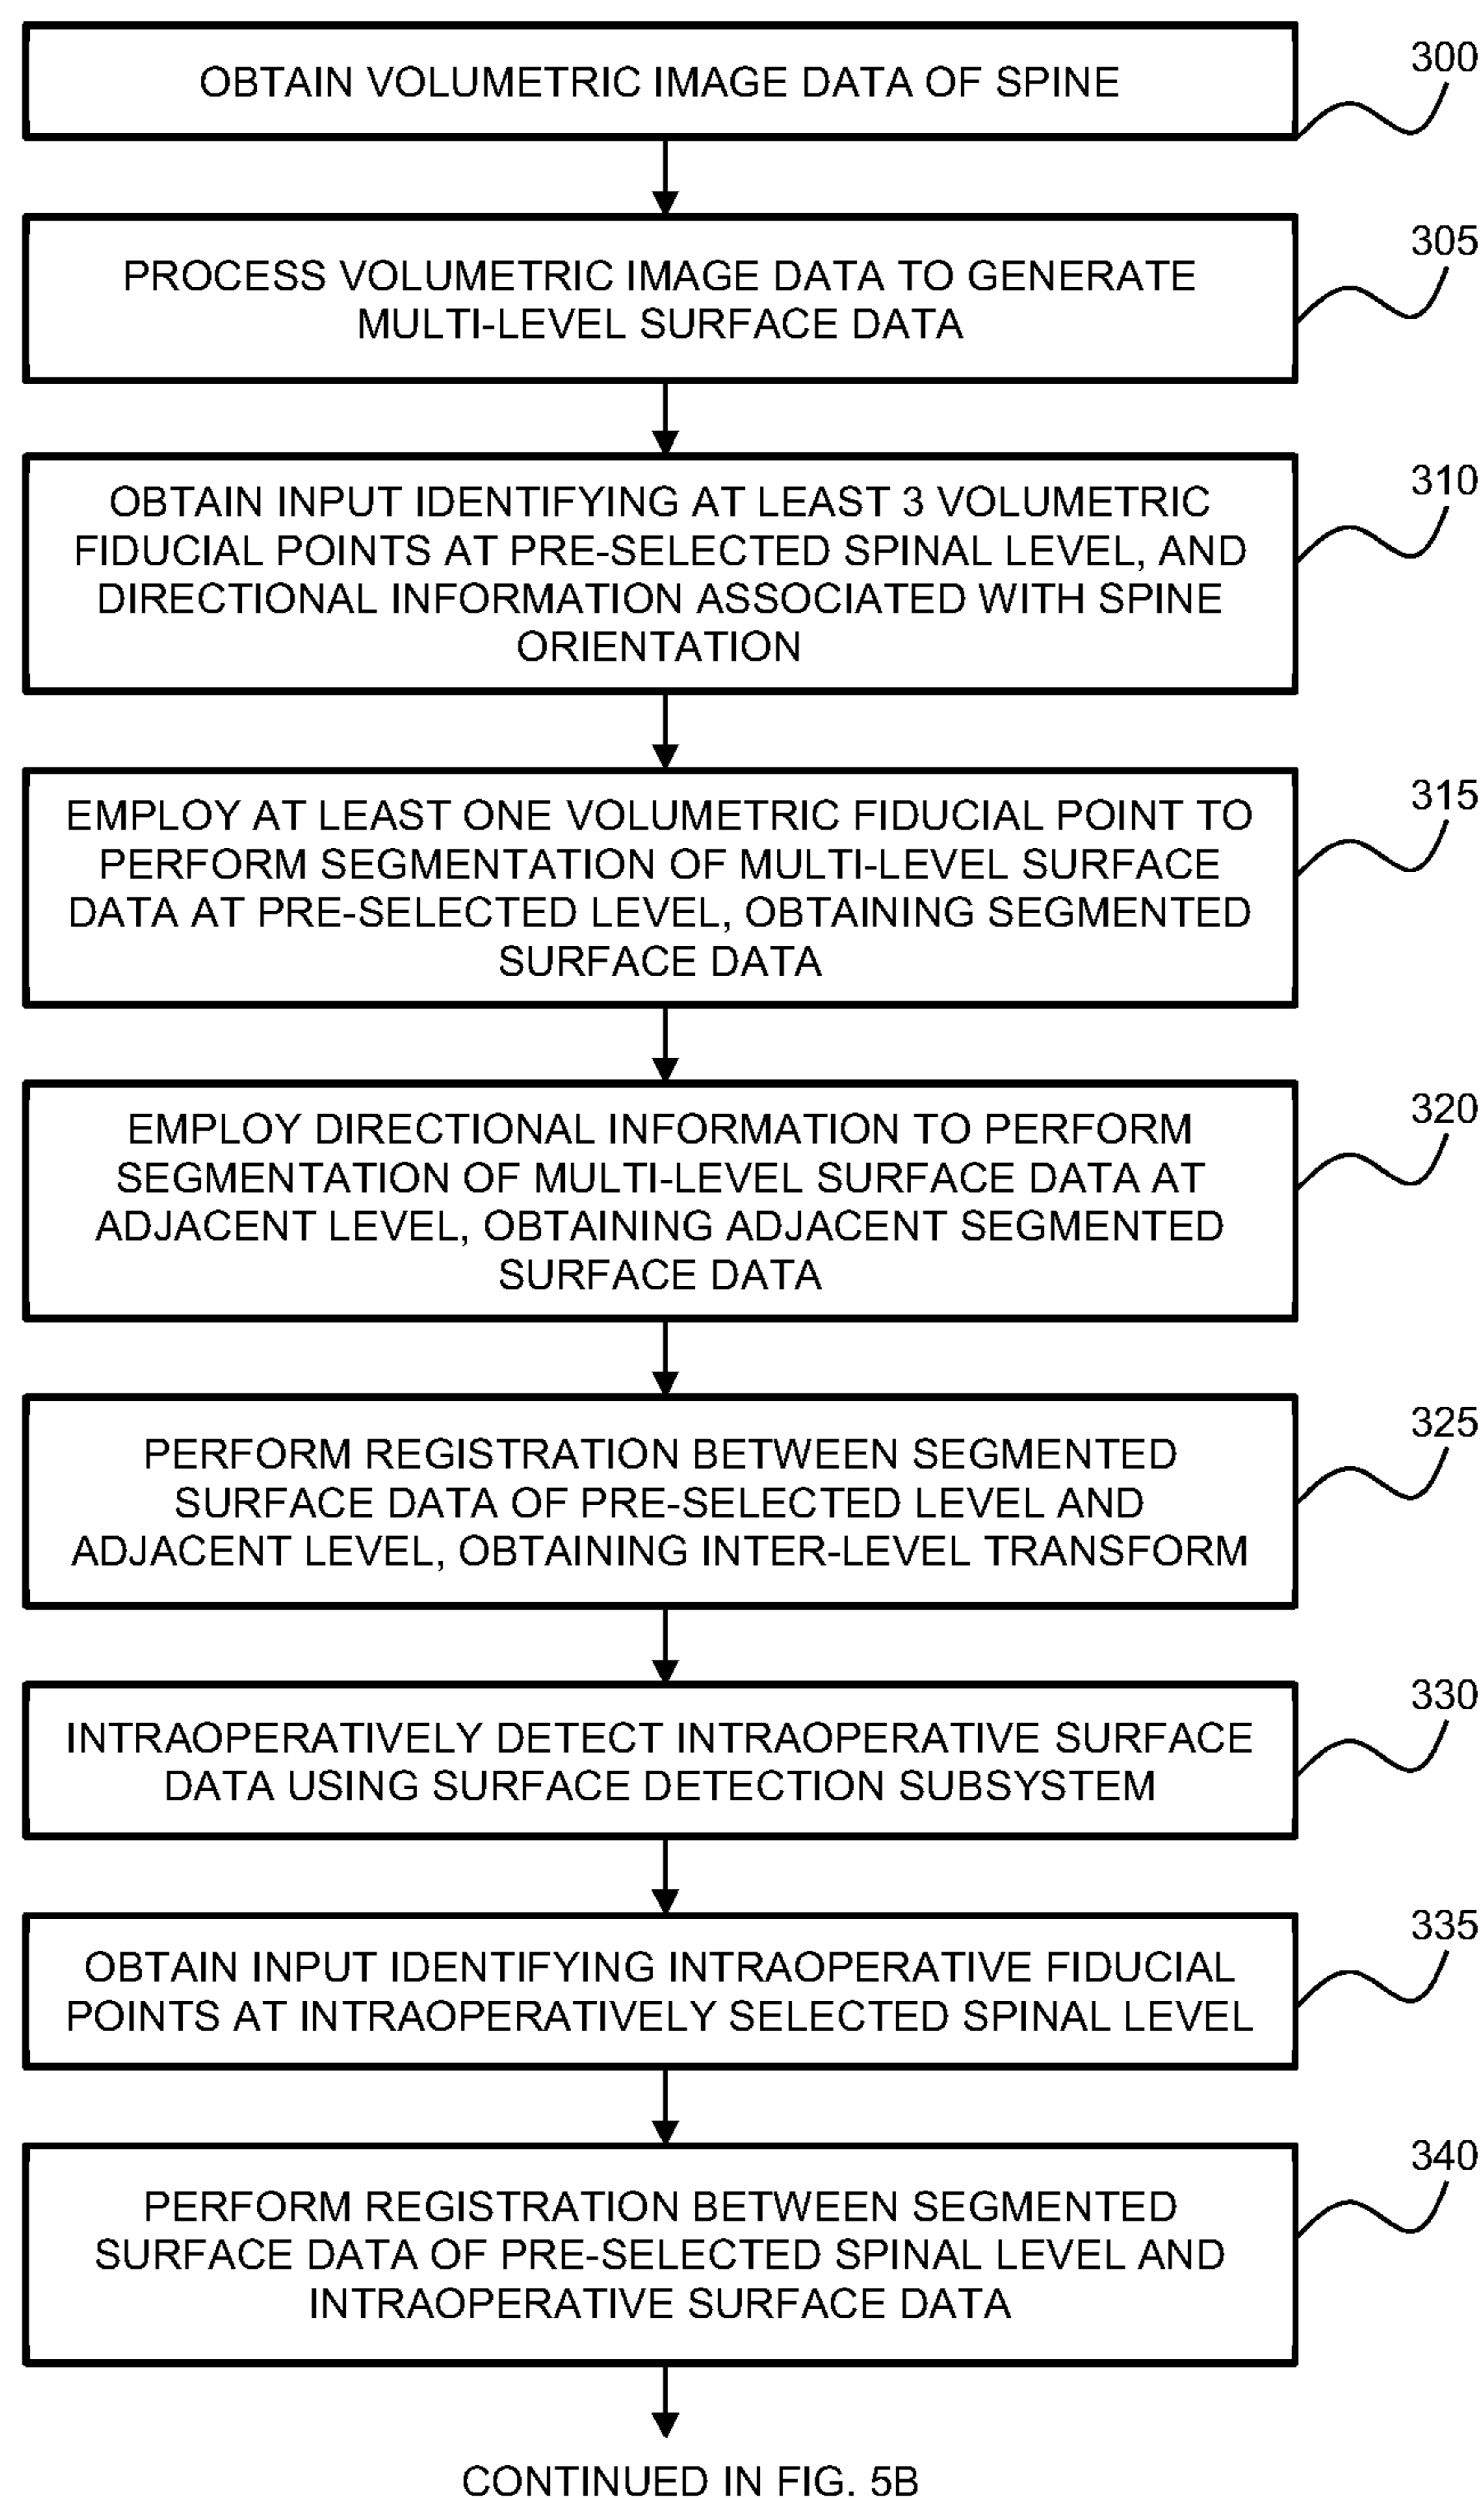 300
OBTAIN VOLUMETRIC IMAGE DATA OF SPINE
305
PROCESS VOLUMETRIC IMAGE DATA TO GENERATE
MULTI-LEVEL SURFACE DATA
310
OBTAIN INPUT IDENTIFYING AT LEAST 3 VOLUMETRIC
FIDUCIAL POINTS AT PRE-SELECTED SPINAL LEVEL, AND
DIRECTIONAL INFORMATION ASSOCIATED WITH SPINE
ORIENTATION
315
EMPLOY AT LEAST ONE VOLUMETRIC FIDUCIAL POINT TO
PERFORM SEGMENTATION OF MULTI-LEVEL SURFACE
DATA AT PRE-SELECTED LEVEL, OBTAINING SEGMENTED
SURFACE DATA
320
EMPLOY DIRECTIONAL INFORMATION TO PERFORM
SEGMENTATION OF MULTI-LEVEL SURFACE DATA AT
ADJACENT LEVEL, OBTAINING ADJACENT SEGMENTED
SURFACE DATA
325
PERFORM REGISTRATION BETWEEN SEGMENTED
SURFACE DATA OF PRE-SELECTED LEVEL AND
ADJACENT LEVEL, OBTAINING INTER-LEVEL TRANSFORM
330
INTRAOPERATIVELY DETECT INTRAOPERATIVE SURFACE
DATA USING SURFACE DETECTION SUBSYSTEM
335
OBTAIN INPUT IDENTIFYING INTRAOPERATIVE FIDUCIAL
POINTS AT INTRAOPERATIVELY SELECTED SPINAL LEVEL
340
PERFORM REGISTRATION BETWEEN SEGMENTED
SURFACE DATA OF PRE-SELECTED SPINAL LEVEL AND
INTRAOPERATIVE SURFACE DATA
CONTINUED IN FIG. 5B